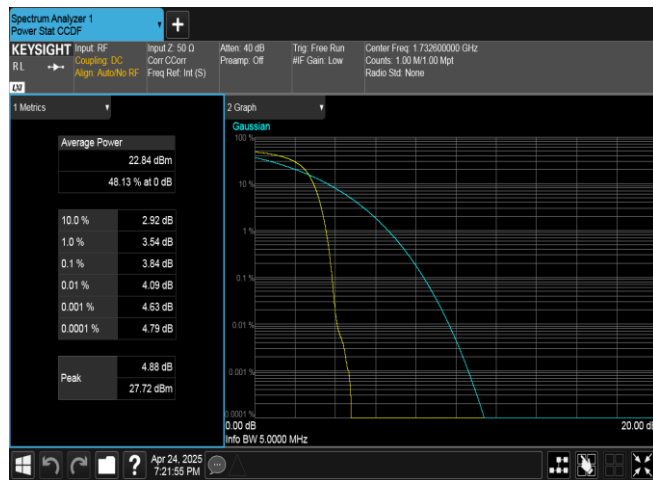 Spectrum Analyzer 1
Power Stat CCDF
+
KEYSIGHT
RL
Input: RF
Coupling: DC
Align: Auto/No RF
Input Z: 50 Ω
Corr CCorr
Freq Ref: Int (S)
Atten: 40 dB
Preamp: Off
Trig: Free Run
#IF Gain: Low
Center Freq: 1.732600000 GHz
Counts: 1.00 M/1.00 Mpt
Radio Std: None
1 Metrics
Average Power
22.84 dBm
48.13 % at 0 dB
10.0 % 2.92 dB
1.0 % 3.54 dB
0.1 % 3.84 dB
0.01 % 4.09 dB
0.001 % 4.63 dB
0.0001 % 4.79 dB
Peak
4.88 dB
27.72 dBm
2 Graph
Gaussian
100 %
10 %
1 %
0.1 %
0.01 %
0.001 %
0.0001 %
0.00 dB
20.00 d
Info BW 5.0000 MHz
?
Apr 24, 2025
7:21:55 PM